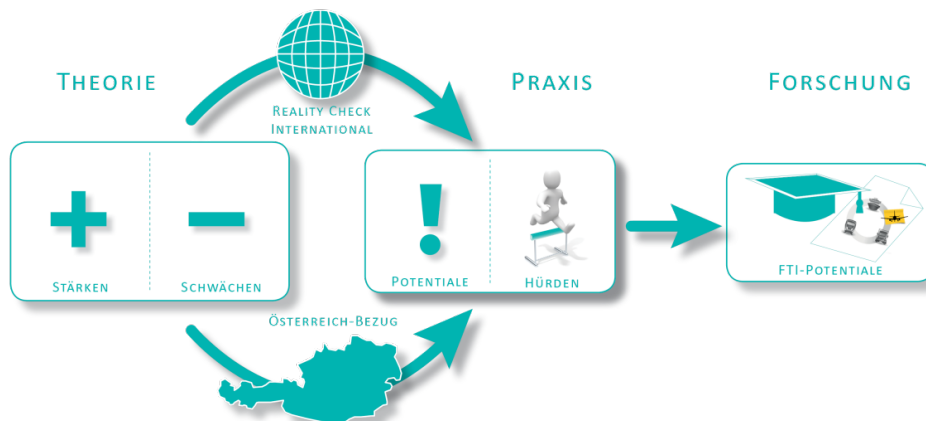 THEORIE
PRAXIS
FORSCHUNG
REALITY CHECK
INTERNATIONAL
STÄRKEN
SCHWÄCHEN
POTENTIALE
HÜRDEN
FTI-POTENTIALE
ÖSTERREICH-BEZUG